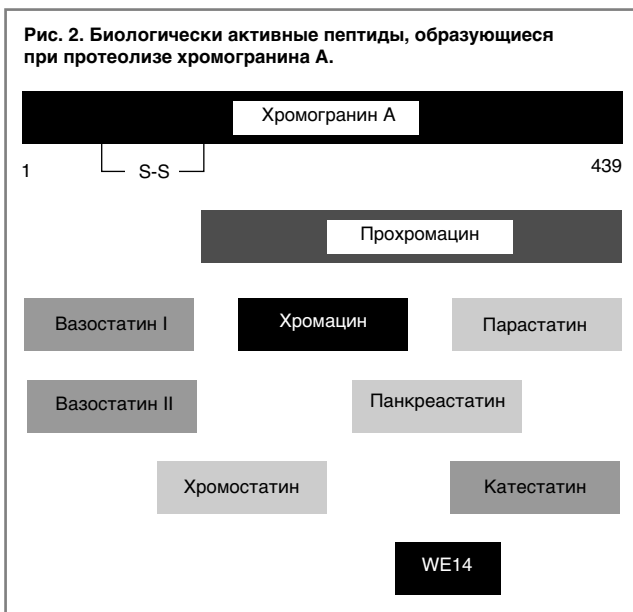 Рис. 2. Биологически активные пептиды, образующиеся
при протеолизе хромогранина А.
Хромогранин А
1
S-S
439
Прохромацин
Вазостатин I
Хромацин
Парастатин
Вазостатин II
Панкреастатин
Хромостатин
Катестатин
WE14